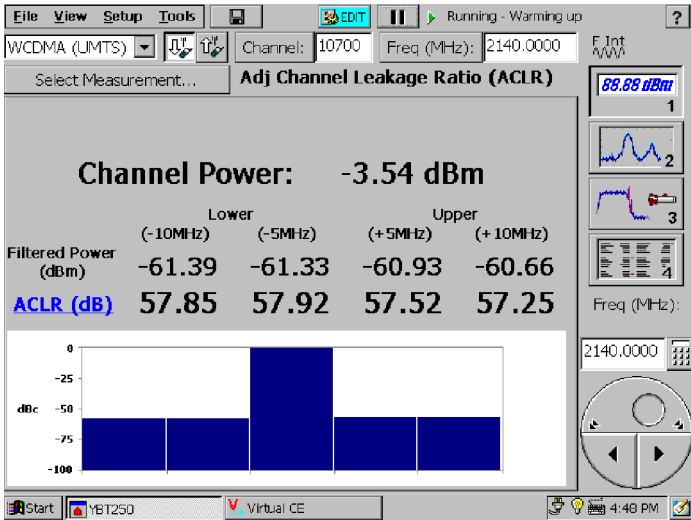 File View Setup Tools EDIT Running - Warming up ?
WCDMA (UMTS) Channel: 10700 Freq (MHz): 2140.0000 F Int
Select Measurement... Adj Channel Leakage Ratio (ACLR)
88.88 dBm
1
Channel Power: -3.54 dBm
2
Lower Upper
(-10MHz) (-5MHz) (+5MHz) (+10MHz)
3
Filtered Power
(dBm) -61.39 -61.33 -60.93 -60.66
4
ACLR (dB) 57.85 57.92 57.52 57.25
Freq (MHz):
2140.0000
0
-25
dBc -50
-75
-100
Start YBT250 Virtual CE 4:48 PM